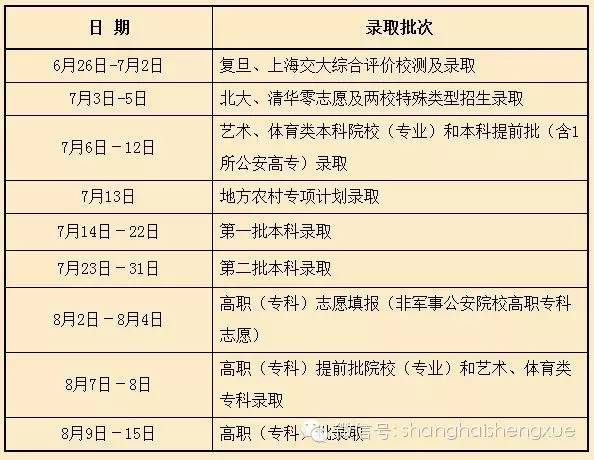 日 期 录取批次
6月26日-7月2日 复旦、上海交大综合评价校测及录取
7月3日-5日 北大、清华零志愿及两校特殊类型招生录取
7月6日－12日 艺术、体育类本科院校（专业）和本科提前批（含1
所公安高专）录取
7月13日 地方农村专项计划录取
7月14日－22日 第一批本科录取
7月23日－31日 第二批本科录取
8月2日－8月4日 高职（专科）志愿填报（非军事公安院校高职专科
志愿）
8月7日－8日 高职（专科）提前批院校（专业）和艺术、体育类
专科录取
8月9日－15日 高职（专科）批录取
微信号: shanghaishengxue